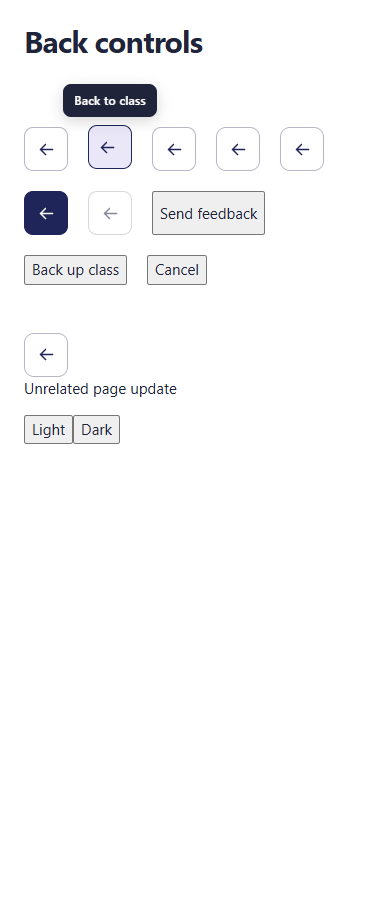 Back controls
Back to class
Send feedback
Back up class
Cancel
Unrelated page update
Light
Dark